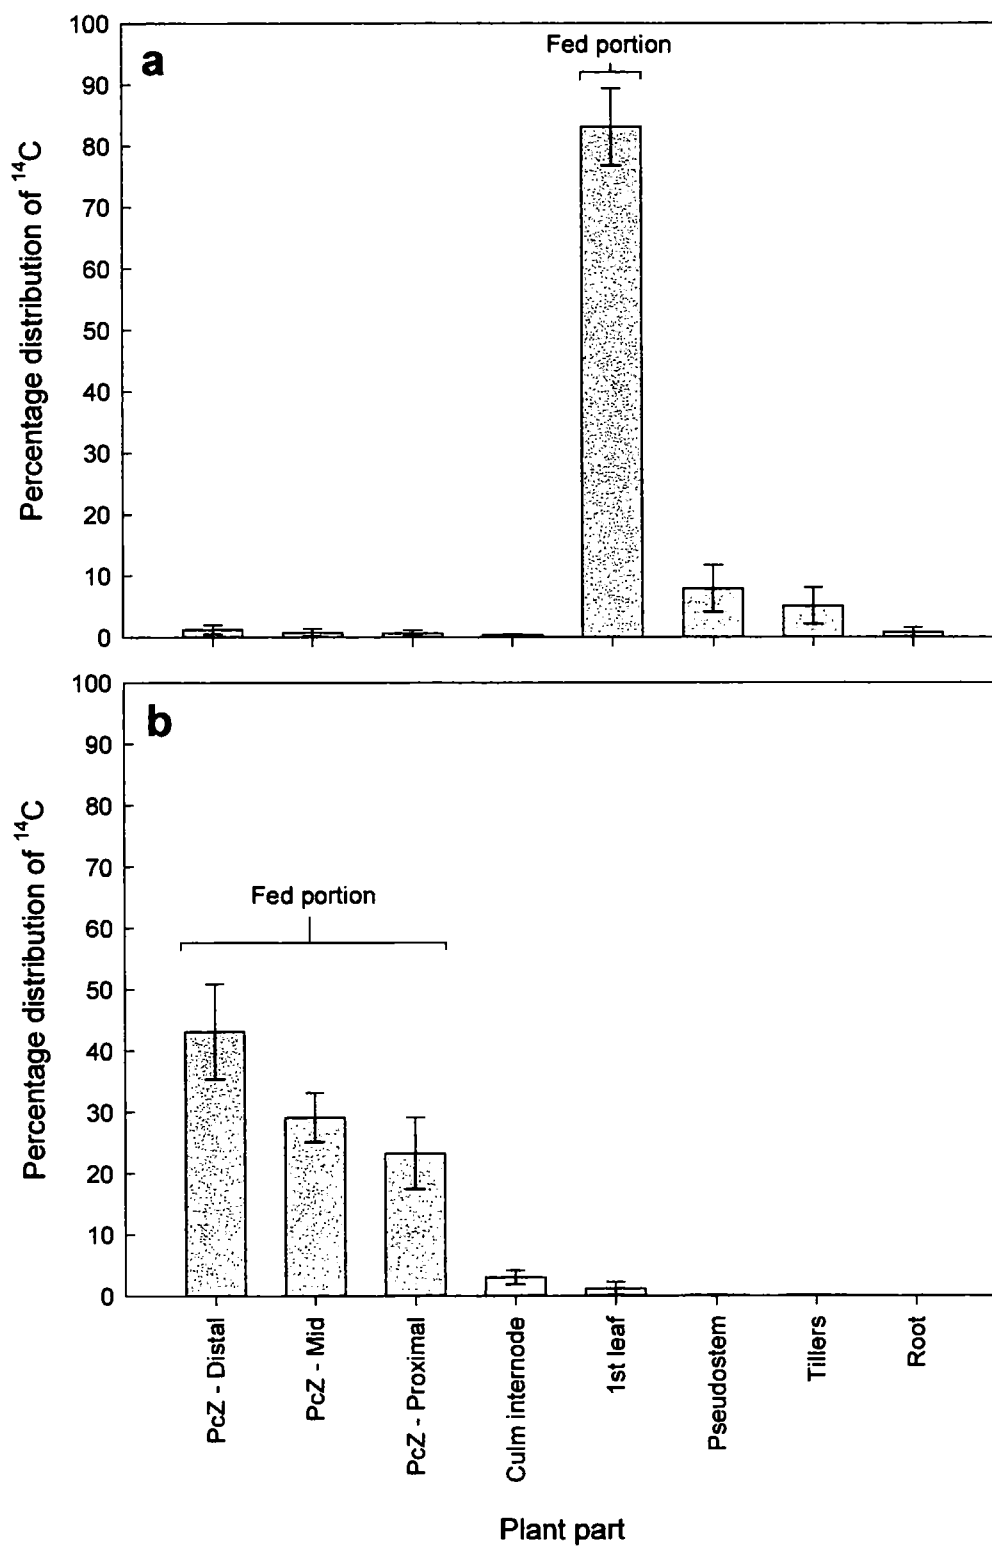 a
Fed portion
Percentage distribution of ¹⁴C
100
90
80
70
60
50
40
30
20
10
0
b
Fed portion
Percentage distribution of ¹⁴C
100
90
80
70
60
50
40
30
20
10
0
PcZ - Distal
PcZ - Mid
PcZ - Proximal
Culm internode
1st leaf
Pseudostem
Tillers
Root
Plant part